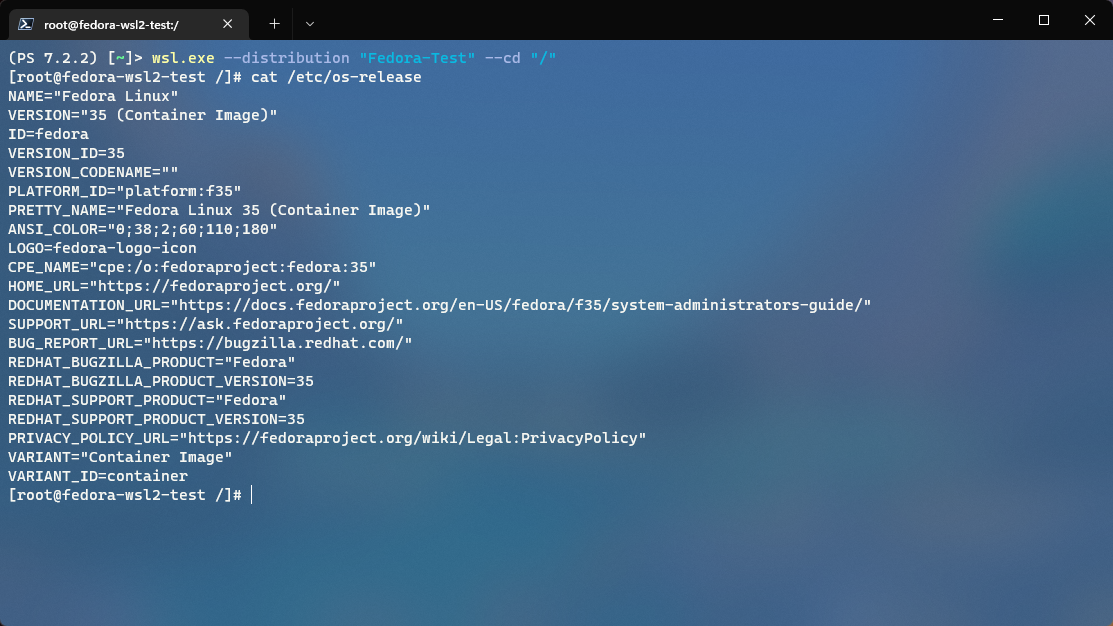 root@fedora-wsl2-test:/
(PS 7.2.2) [~]> wsl.exe --distribution "Fedora-Test" --cd "/"
[root@fedora-wsl2-test /]# cat /etc/os-release
NAME="Fedora Linux"
VERSION="35 (Container Image)"
ID=fedora
VERSION_ID=35
VERSION_CODENAME=""
PLATFORM_ID="platform:f35"
PRETTY_NAME="Fedora Linux 35 (Container Image)"
ANSI_COLOR="0;38;2;60;110;180"
LOGO=fedora-logo-icon
CPE_NAME="cpe:/o:fedoraproject:fedora:35"
HOME_URL="https://fedoraproject.org/"
DOCUMENTATION_URL="https://docs.fedoraproject.org/en-US/fedora/f35/system-administrators-guide/"
SUPPORT_URL="https://ask.fedoraproject.org/"
BUG_REPORT_URL="https://bugzilla.redhat.com/"
REDHAT_BUGZILLA_PRODUCT="Fedora"
REDHAT_BUGZILLA_PRODUCT_VERSION=35
REDHAT_SUPPORT_PRODUCT="Fedora"
REDHAT_SUPPORT_PRODUCT_VERSION=35
PRIVACY_POLICY_URL="https://fedoraproject.org/wiki/Legal:PrivacyPolicy"
VARIANT="Container Image"
VARIANT_ID=container
[root@fedora-wsl2-test /]#